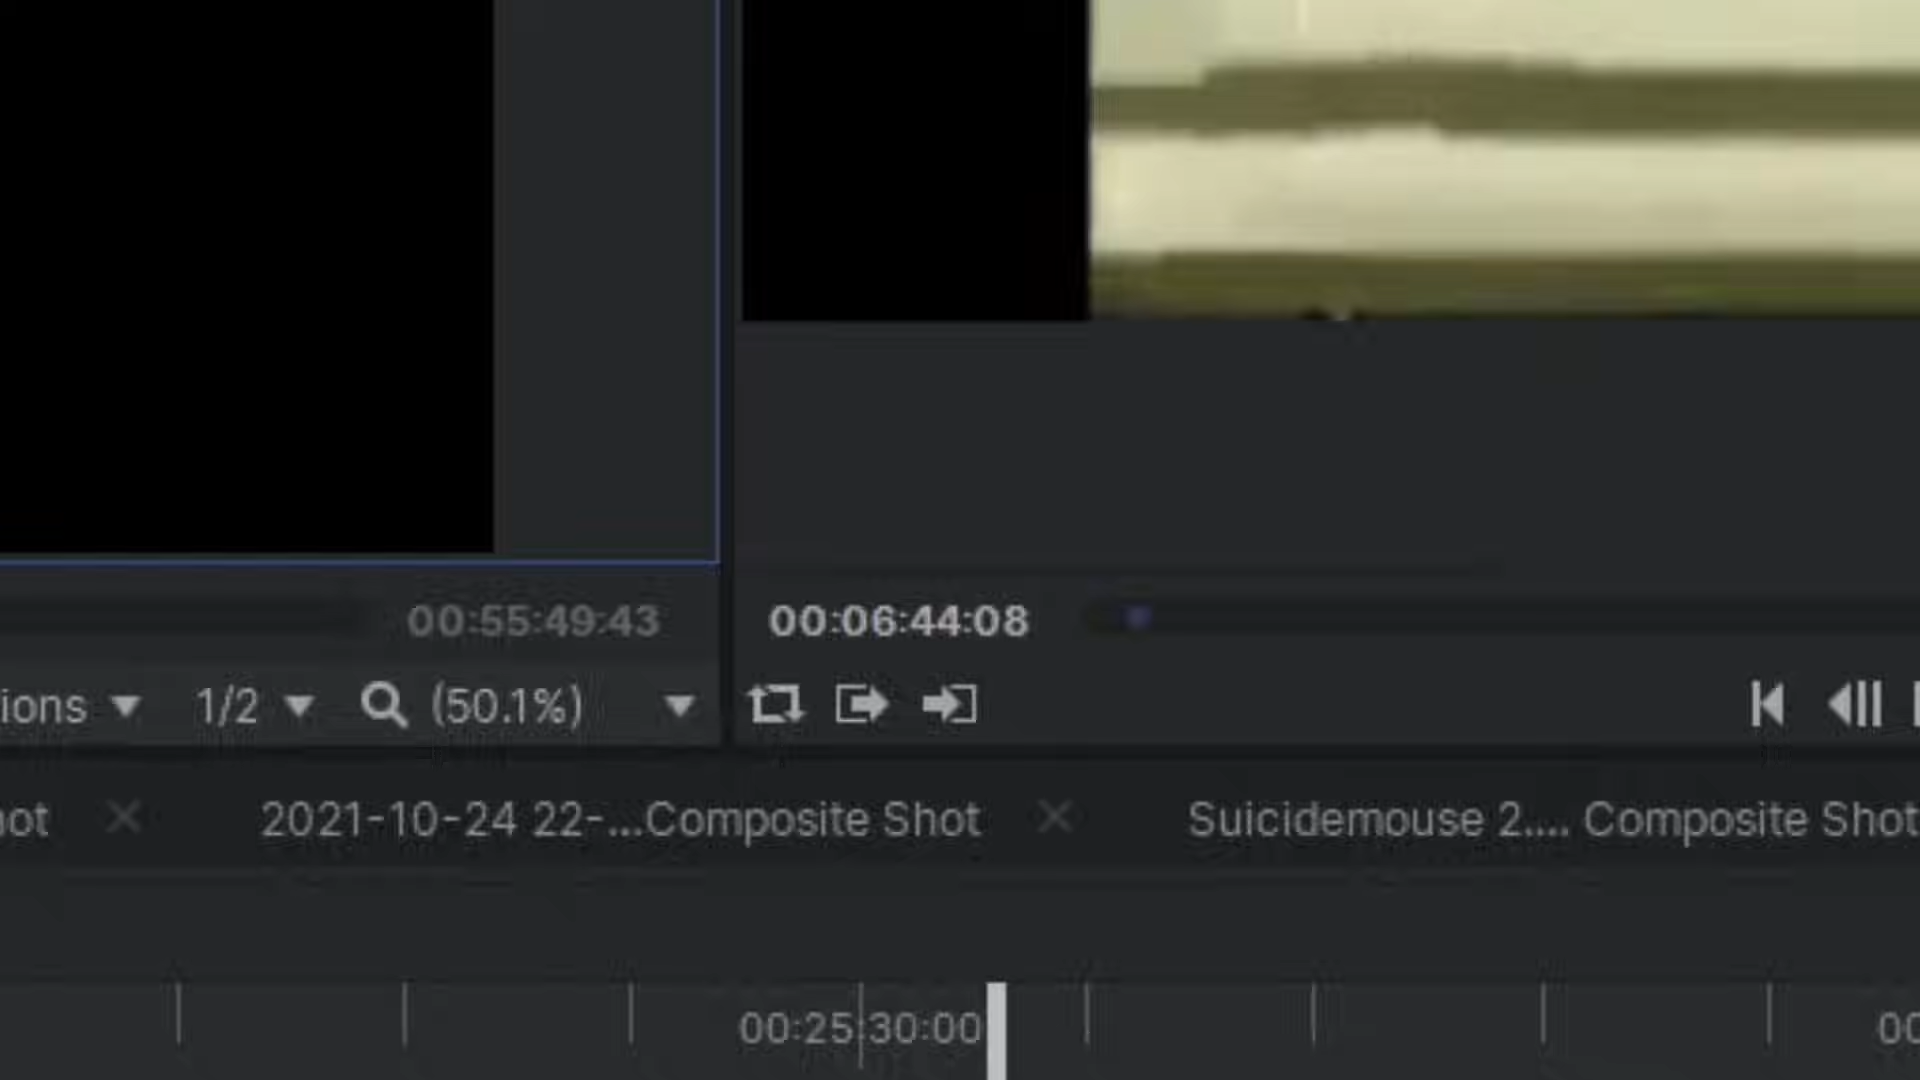 00:55:49:43 00:06:44:08
ions 1/2 (50.1%)
hot 2021-10-24 22-...Composite Shot Suicidemouse 2.... Composite Shot
00:25:30:00 00